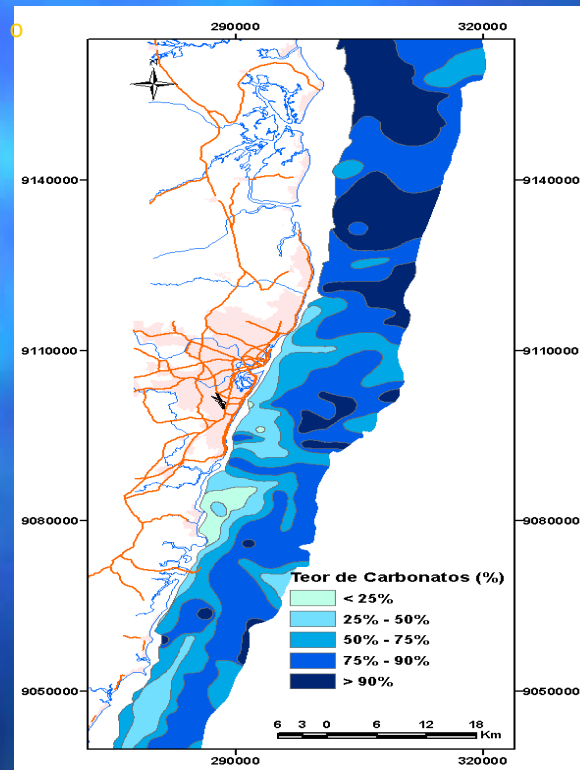 O
290000 320000
9140000 9140000
9110000 9110000
9080000 9080000
Teor de Carbonatos (%)
< 25%
25% - 50%
50% - 75%
75% - 90%
> 90%
9050000 9050000
6 3 0 6 12 18
Km
290000 320000